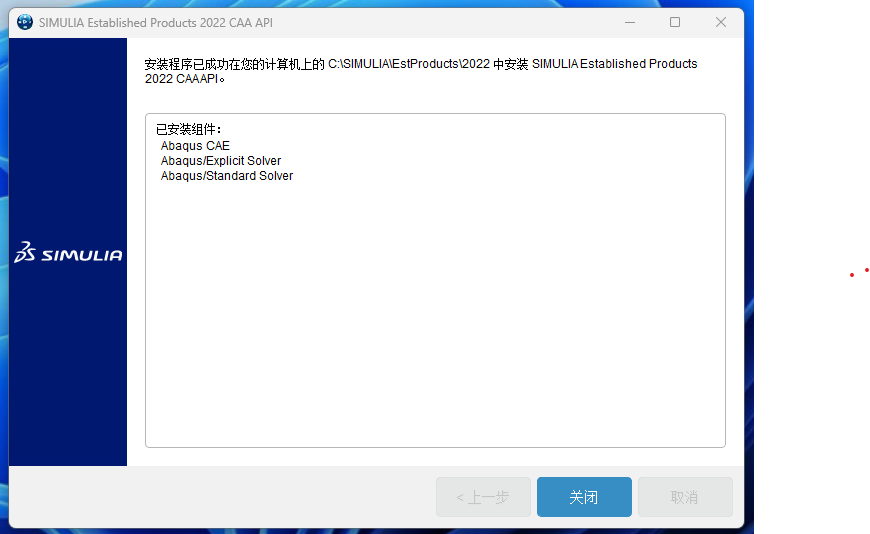 SIMULIA Established Products 2022 CAA API
安装程序已成功在您的计算机上的 C:\SIMULIA\EstProducts\2022 中安装 SIMULIA Established Products
2022 CAAAPI。
已安装组件：
Abaqus CAE
Abaqus/Explicit Solver
Abaqus/Standard Solver
SIMULIA
< 上一步
关闭
取消